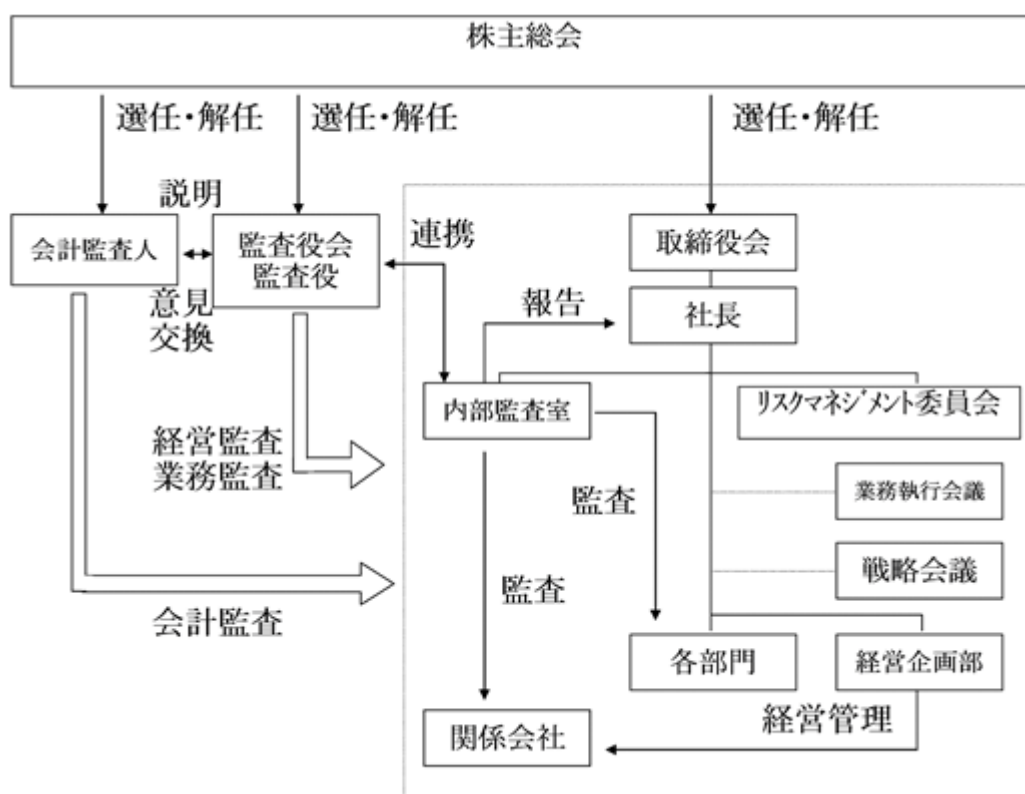 株主総会
選任・解任
選任・解任
選任・解任
説明
会計監査人
監査役会
監査役
連携
取締役会
意見
交換
報告
社長
内部監査室
リスクマネジメント委員会
経営監査
業務監査
監査
業務執行会議
戦略会議
監査
会計監査
各部門
経営企画部
経営管理
関係会社